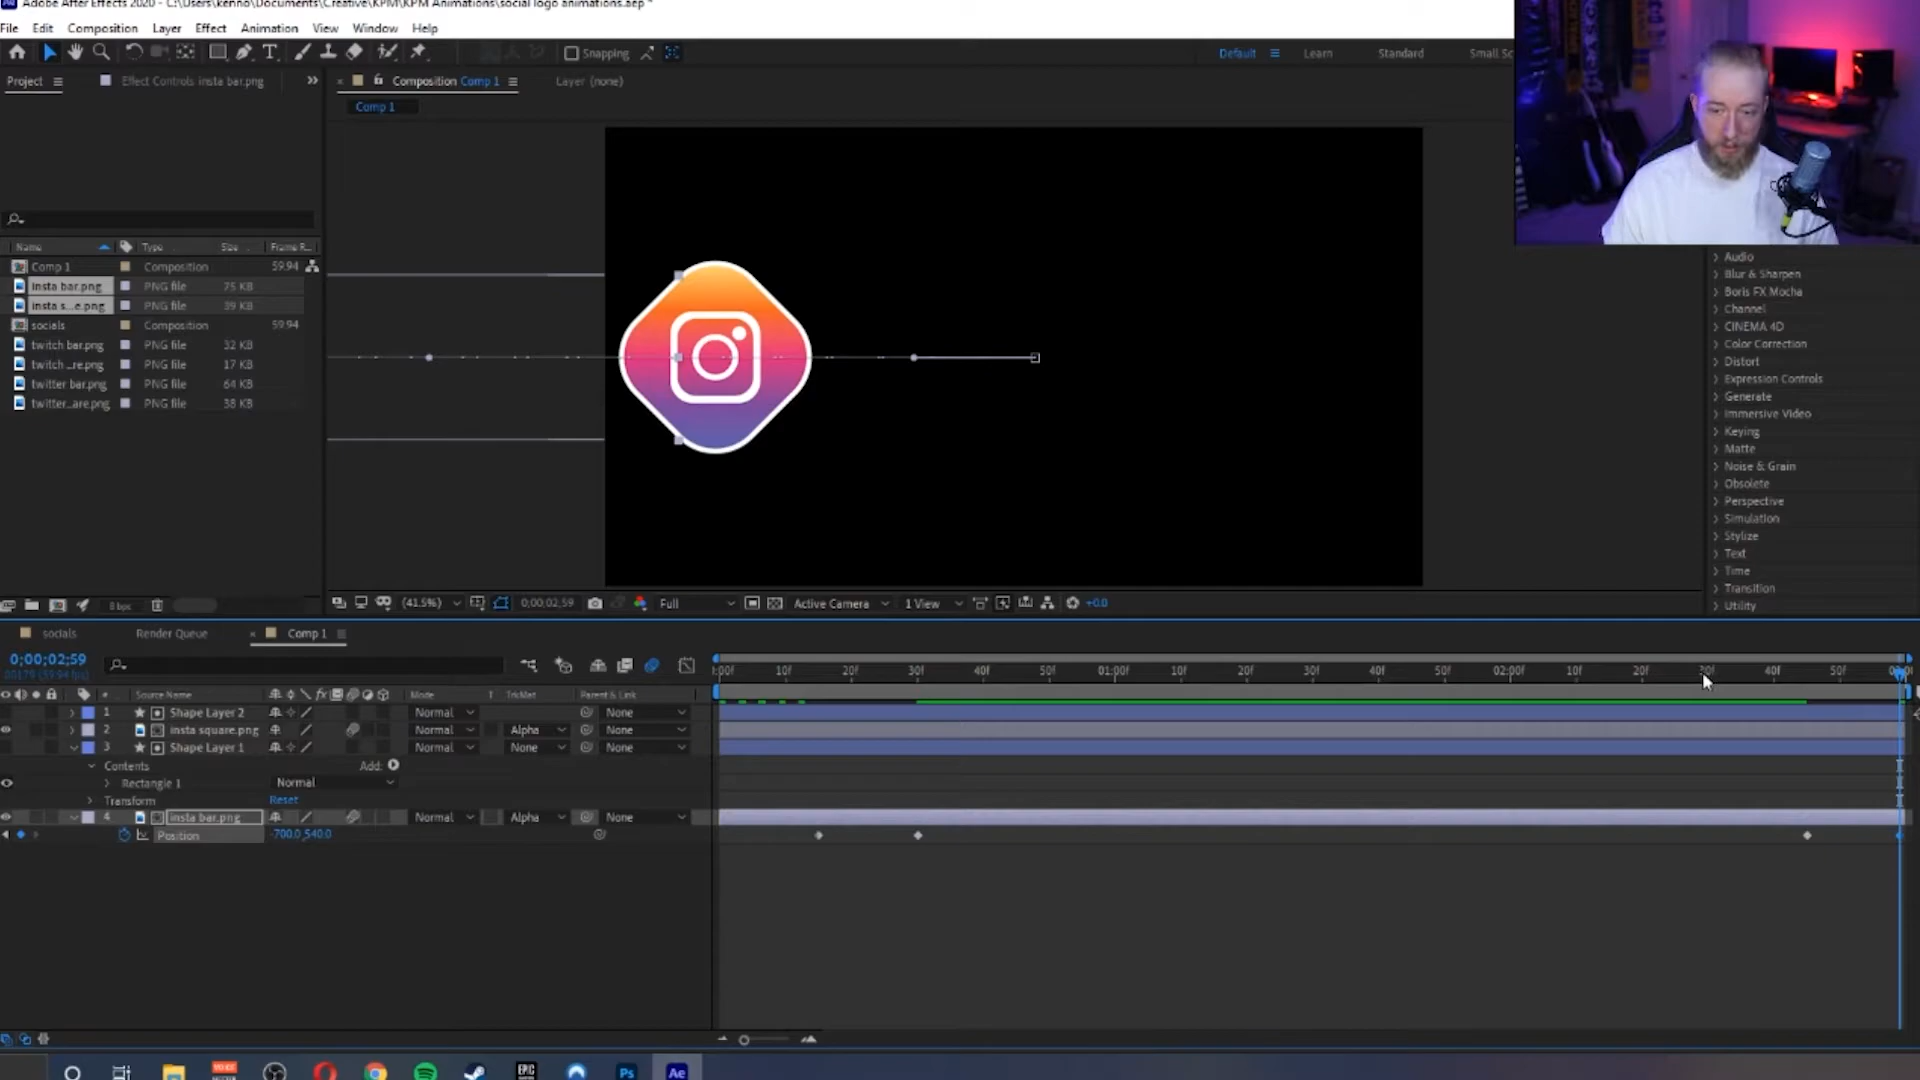 Adobe After Effects 2020 - C:\Users\kenno\Documents\Creative\KPM\KPM Animations\social logo animations.aep *
File Edit Composition Layer Effect Animation View Window Help
Snapping
Default Learn Standard Small Sc
Project Effect Controls insta bar.png
Composition Comp 1 Layer (none)
Comp 1
Name Type Size Frame R...
Comp 1 Composition 59.94
insta bar.png PNG file 75 KB
insta s...e.png PNG file 39 KB
socials Composition 59.94
twitch bar.png PNG file 32 KB
twitch ...re.png PNG file 17 KB
twitter bar.png PNG file 64 KB
twitter...are.png PNG file 38 KB
Audio
Blur & Sharpen
Boris FX Mocha
Channel
CINEMA 4D
Color Correction
Distort
Expression Controls
Generate
Immersive Video
Keying
Matte
Noise & Grain
Obsolete
Perspective
Simulation
Stylize
Text
Time
Transition
Utility
8 bpc
(41.5%) 0;00;02;59 Full Active Camera 1 View +0.0
socials Render Queue Comp 1
0;00;02;59
00179 (59.94 fps)
:00f 10f 20f 30f 40f 50f 01:00f 10f 20f 30f 40f 50f 02:00f 10f 20f 30f 40f 50f
# Source Name Mode T TrkMat Parent & Link
1 Shape Layer 2 Normal None
2 insta square.png Normal Alpha None
3 Shape Layer 1 Normal None None
Contents Add:
Rectangle 1 Normal
Transform Reset
4 insta bar.png Normal Alpha None
Position -700.0,540.0
EPIC
Ps
Ae